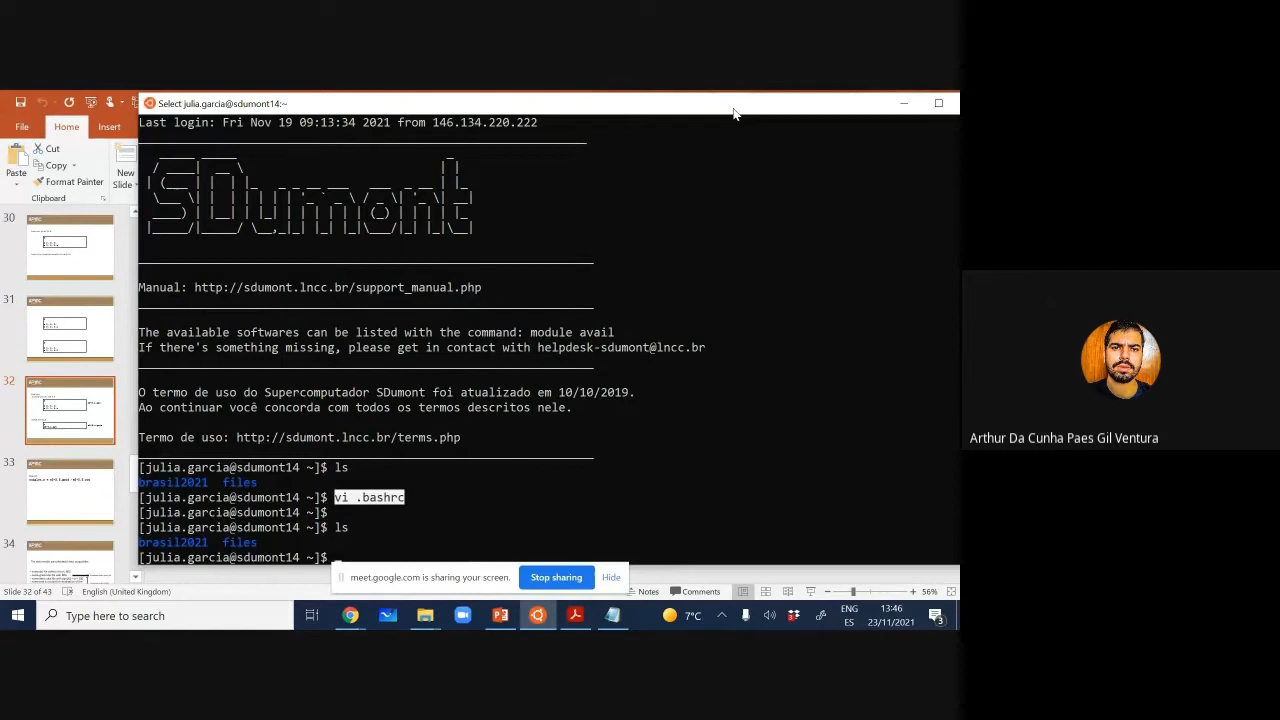 Select julia.garcia@sdumont14:~
File Home Insert
Paste
Cut
Copy
Format Painter
Clipboard
New
Slide
30
31
32
33
34
Last login: Fri Nov 19 09:13:34 2021 from 146.134.220.222
SDumont
Manual: http://sdumont.lncc.br/support_manual.php
The available softwares can be listed with the command: module avail
If there's something missing, please get in contact with helpdesk-sdumont@lncc.br
O termo de uso do Supercomputador SDumont foi atualizado em 10/10/2019.
Ao continuar você concorda com todos os termos descritos nele.
Termo de uso: http://sdumont.lncc.br/terms.php
[julia.garcia@sdumont14 ~]$ ls
brasil2021 files
[julia.garcia@sdumont14 ~]$ vi .bashrc
[julia.garcia@sdumont14 ~]$
[julia.garcia@sdumont14 ~]$ ls
brasil2021 files
[julia.garcia@sdumont14 ~]$ _
meet.google.com is sharing your screen. Stop sharing Hide
Slide 32 of 43 English (United Kingdom) Notes Comments 56%
Type here to search
7°C
ENG
ES
13:46
23/11/2021
3
Arthur Da Cunha Paes Gil Ventura